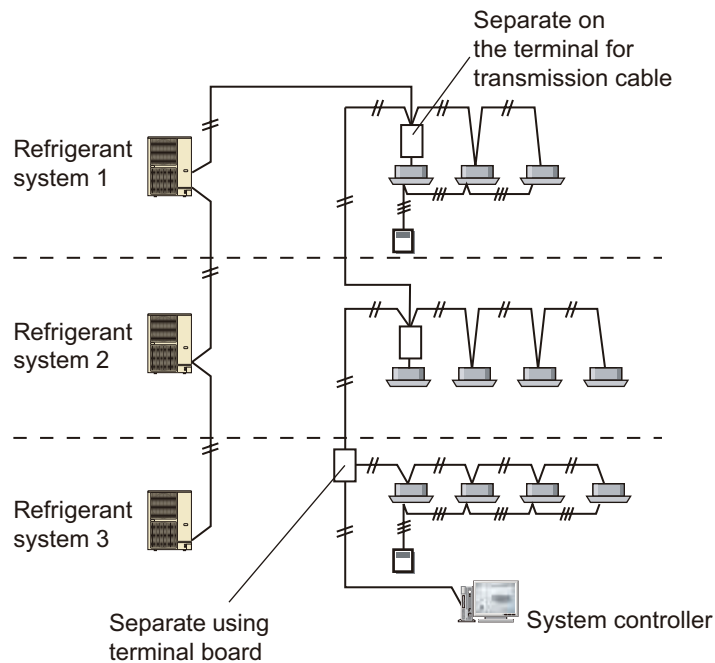 Separate on
the terminal for
transmission cable
Refrigerant
system 1
Refrigerant
system 2
Refrigerant
system 3
System controller
Separate using
terminal board